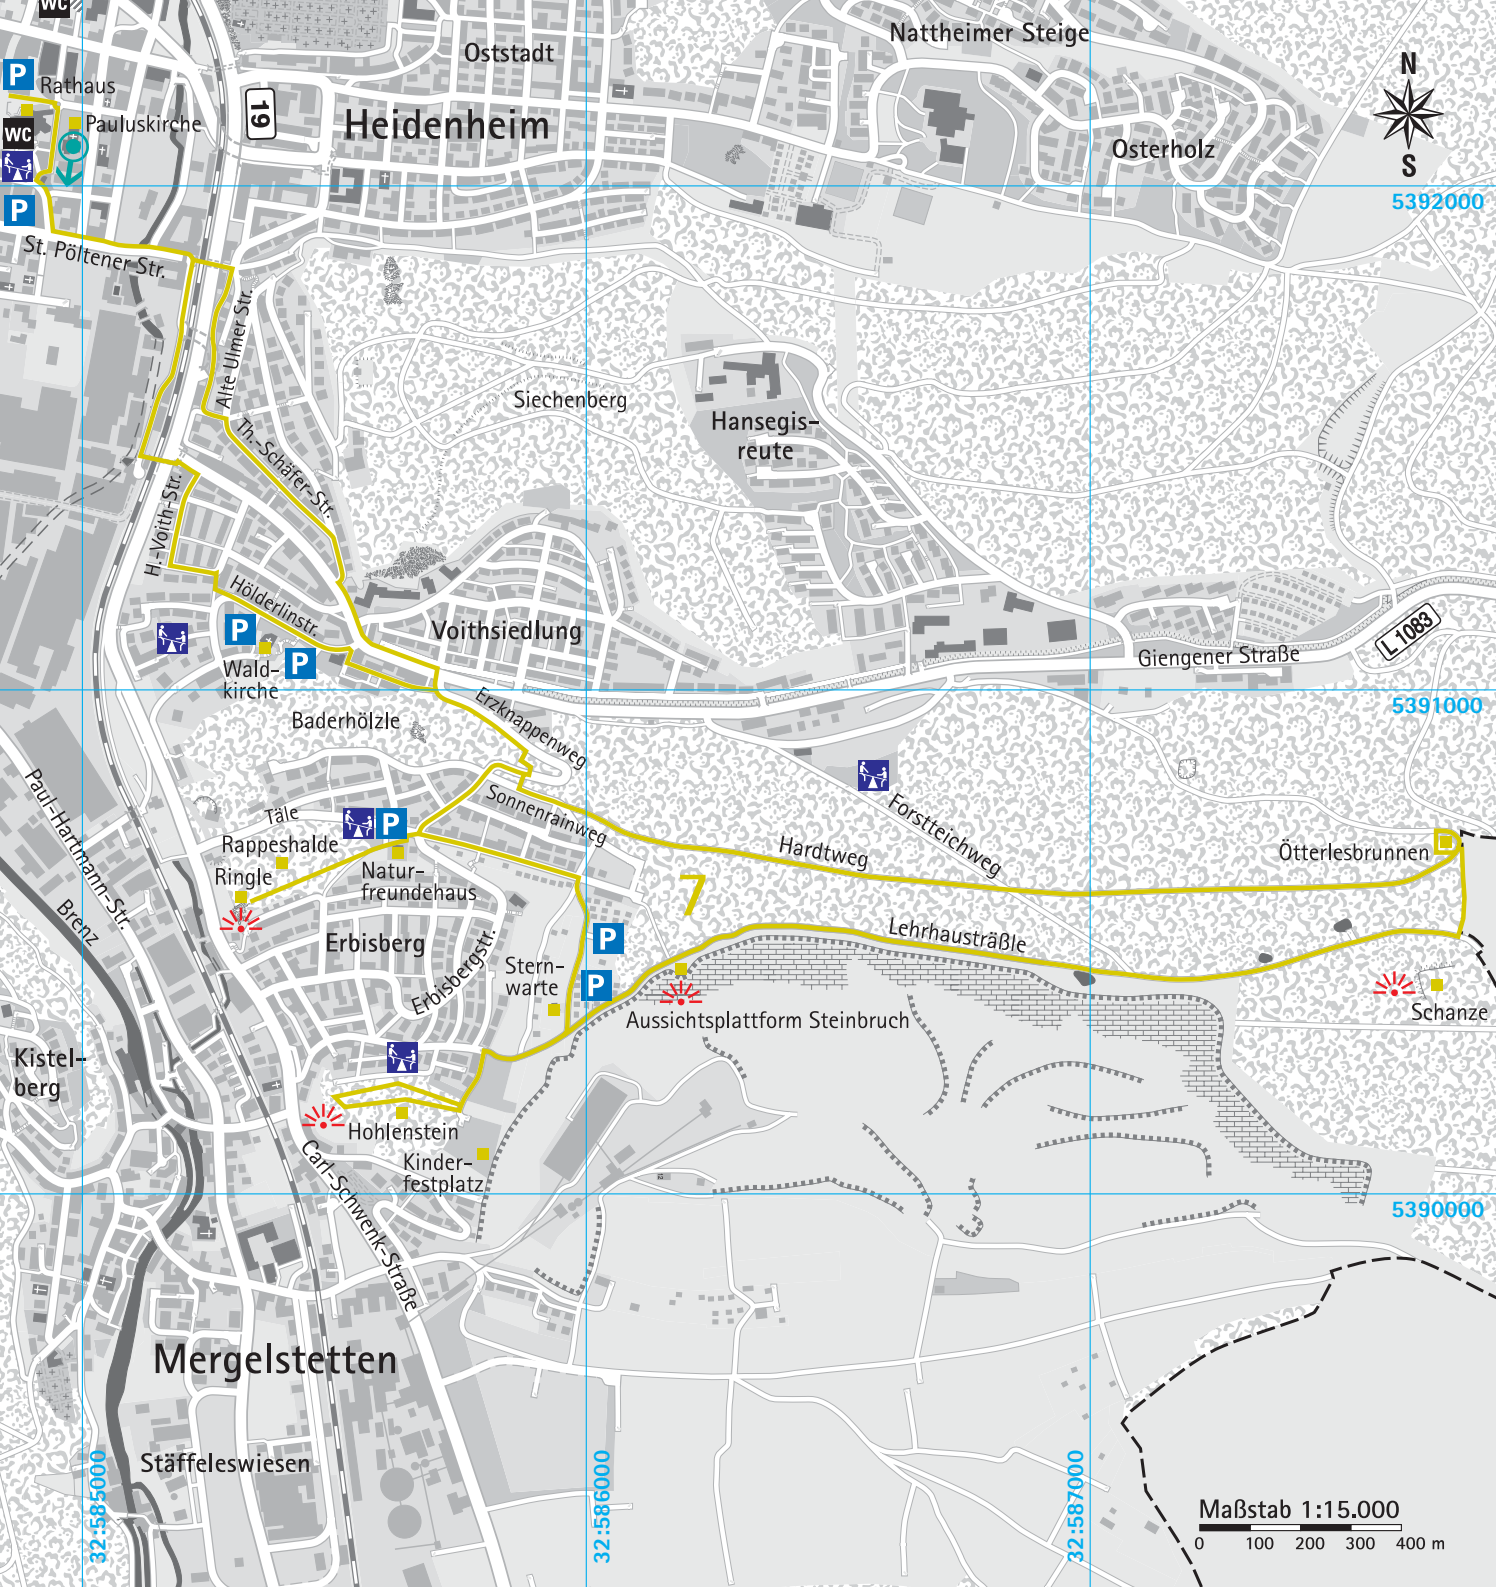 WC
Nattheimer Steige
Oststadt
N
P
Rathaus
19
Heidenheim
Pauluskirche
WC
Osterholz
S
P
5392000
St. Pöltener Str.
Alte Ulmer Str.
Siechenberg
Hansegis-
reute
Th.-Schäfer-Str.
H.-Voith-Str.
Hölderlinstr.
P
Voithsiedlung
L 1083
P
Wald-
kirche
Giengener Straße
Erzknappenweg
5391000
Baderhölzle
Paul-Hartmann-Str.
Sonnenrainweg
Forstteichweg
Täle
P
Rappeshalde
Hardtweg
Ötterlesbrunnen
Ringle
Natur-
freundehaus
7
Brenz
Erbisberg
P
Lehrhausträßle
Erbisbergstr.
Stern-
warte
P
Schanze
Aussichtsplattform Steinbruch
Kistel-
berg
Hohlenstein
Kinder-
festplatz
Carl-Schwenk-Straße
5390000
Mergelstetten
Stäffeleswiesen
32:585000
32:586000
32:587000
Maßstab 1:15.000
0 100 200 300 400 m